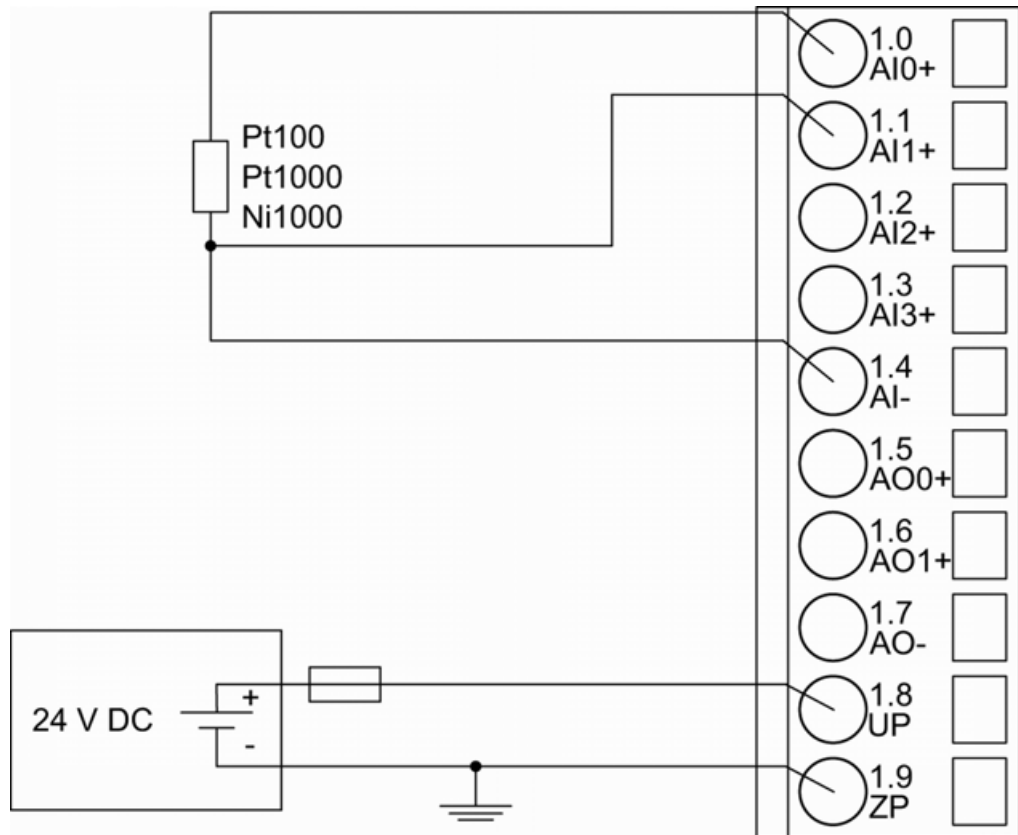 Pt100
Pt1000
Ni1000
1.0
AI0+
1.1
AI1+
1.2
AI2+
1.3
AI3+
1.4
AI-
1.5
AO0+
1.6
AO1+
1.7
AO-
24 V DC
+
-
1.8
UP
1.9
ZP